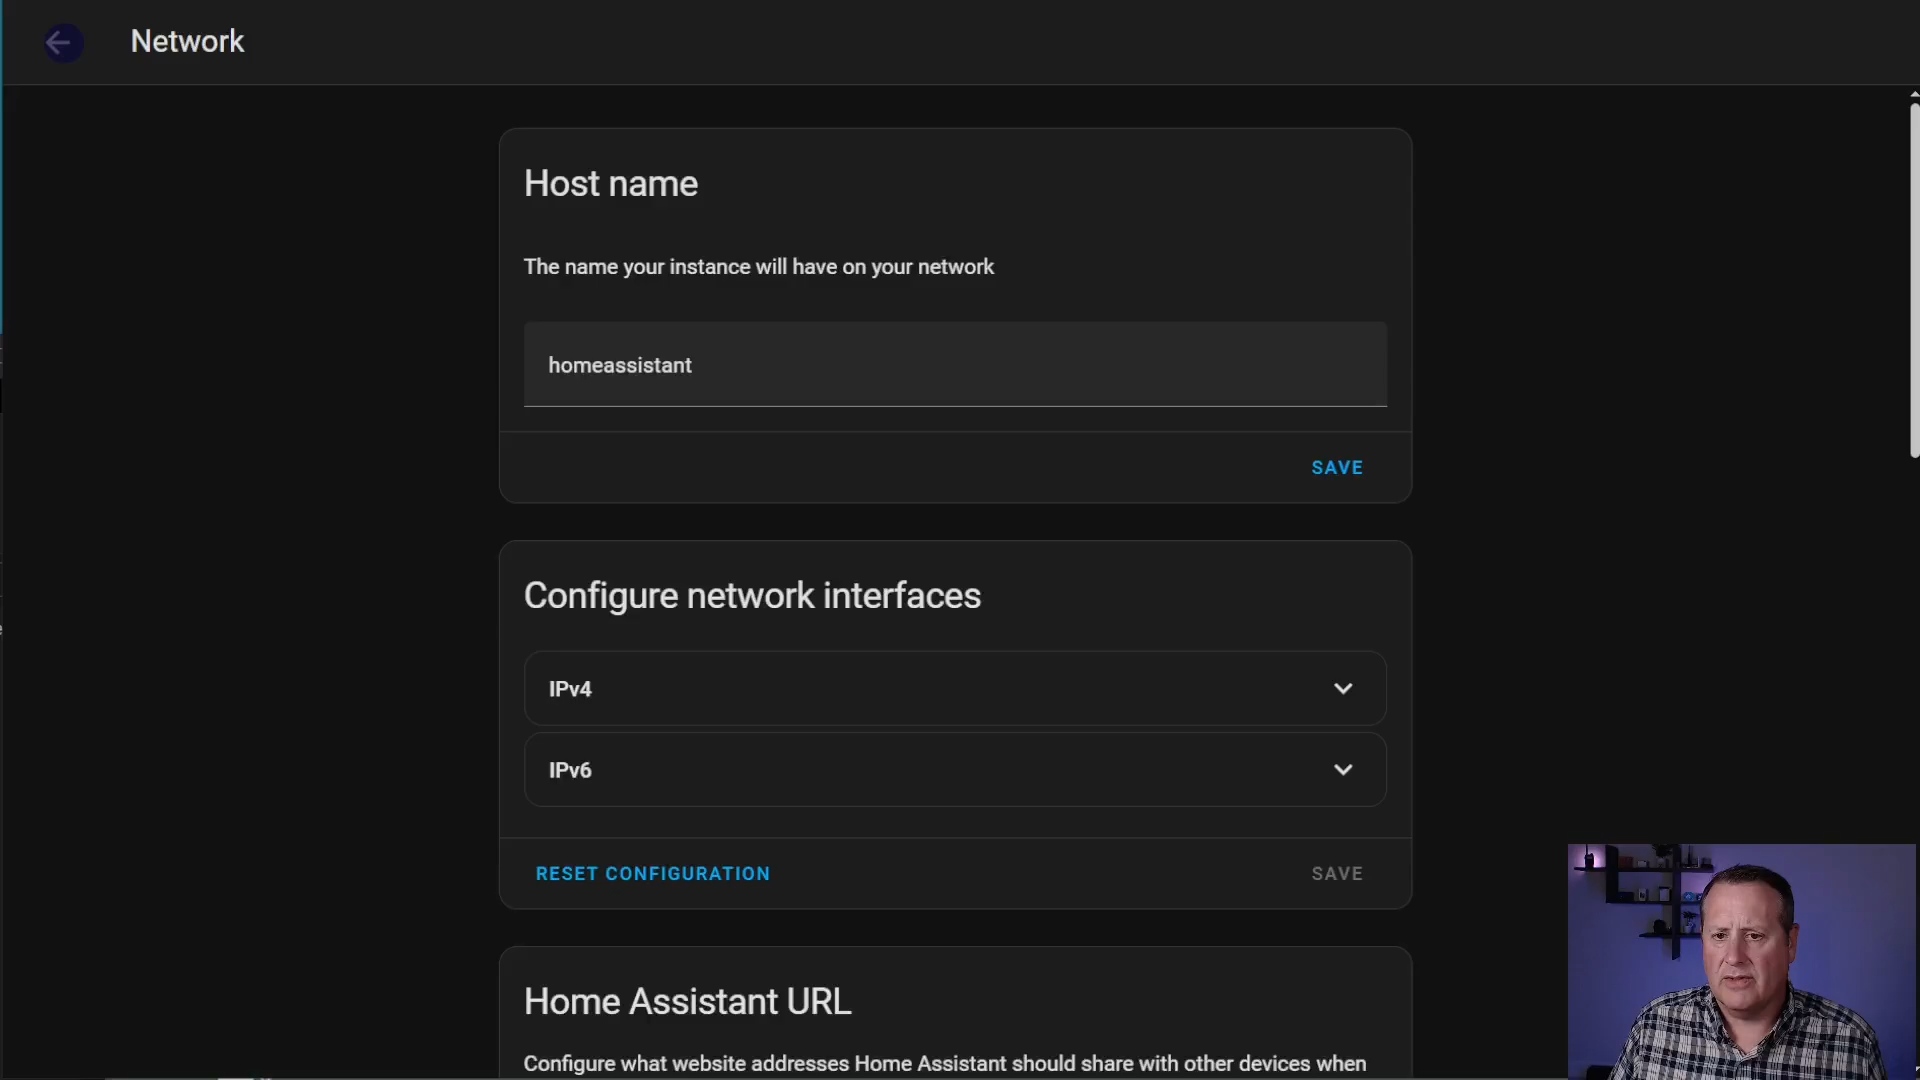 Network
Host name
The name your instance will have on your network
homeassistant
SAVE
Configure network interfaces
IPv4
IPv6
RESET CONFIGURATION
SAVE
Home Assistant URL
Configure what website addresses Home Assistant should share with other devices when